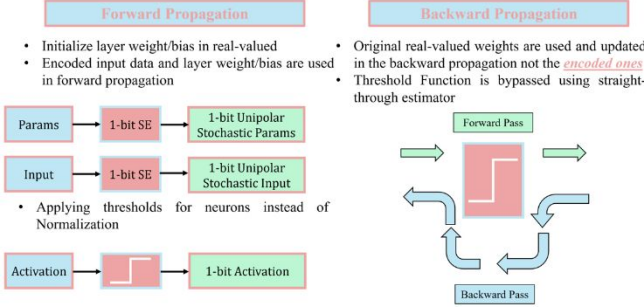 Forward Propagation
• Initialize layer weight/bias in real-valued
• Encoded input data and layer weight/bias are used
in forward propagation
Params
1-bit SE
1-bit Unipolar
Stochastic Params
Input
1-bit SE
1-bit Unipolar
Stochastic Input
• Applying thresholds for neurons instead of
Normalization
Activation
1-bit Activation
Backward Propagation
• Original real-valued weights are used and updated
in the backward propagation not the encoded ones
• Threshold Function is bypassed using straight-
through estimator
Forward Pass
Backward Pass